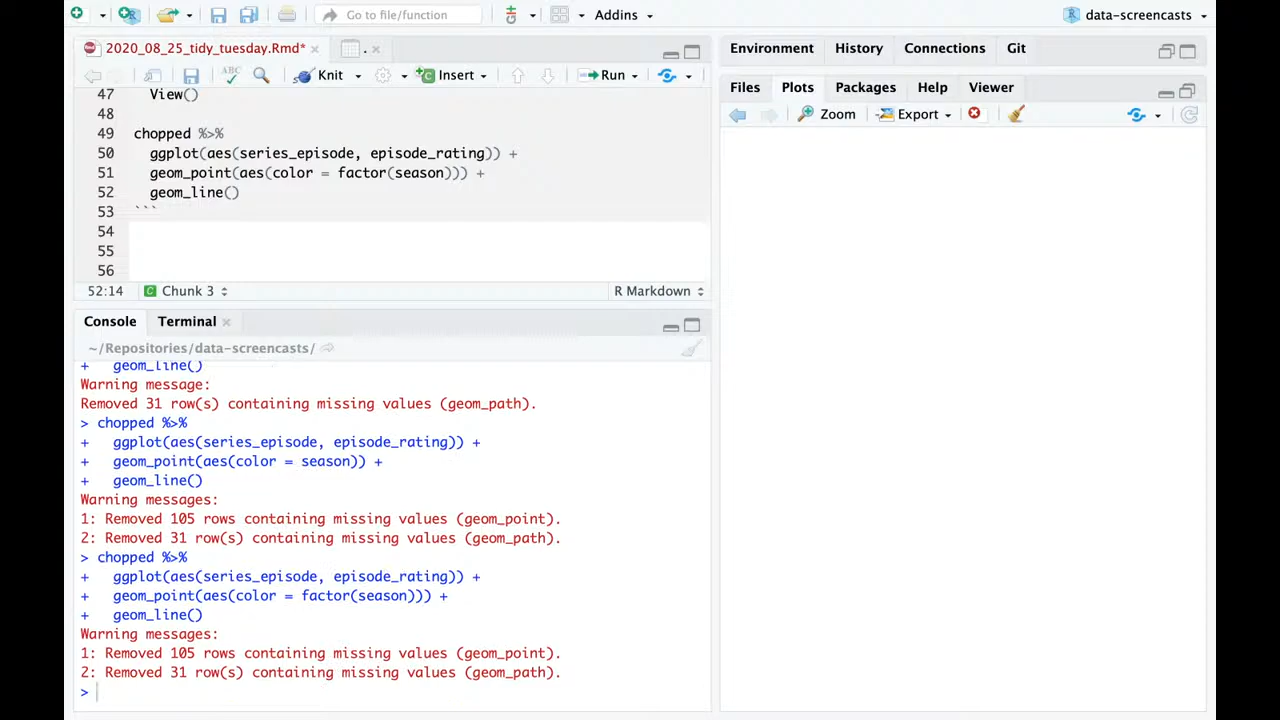 Go to file/function
Addins
data-screencasts
2020_08_25_tidy_tuesday.Rmd*
.
ABC
Knit
Insert
Run
47 View()
48
49 chopped %>%
50 ggplot(aes(series_episode, episode_rating)) +
51 geom_point(aes(color = factor(season))) +
52 geom_line()
53 ```
54
55
56
52:14
Chunk 3
R Markdown
Console
Terminal
~/Repositories/data-screencasts/
+ geom_line()
Warning message:
Removed 31 row(s) containing missing values (geom_path).
> chopped %>%
+ ggplot(aes(series_episode, episode_rating)) +
+ geom_point(aes(color = season)) +
+ geom_line()
Warning messages:
1: Removed 105 rows containing missing values (geom_point).
2: Removed 31 row(s) containing missing values (geom_path).
> chopped %>%
+ ggplot(aes(series_episode, episode_rating)) +
+ geom_point(aes(color = factor(season))) +
+ geom_line()
Warning messages:
1: Removed 105 rows containing missing values (geom_point).
2: Removed 31 row(s) containing missing values (geom_path).
>
Environment
History
Connections
Git
Files
Plots
Packages
Help
Viewer
Zoom
Export